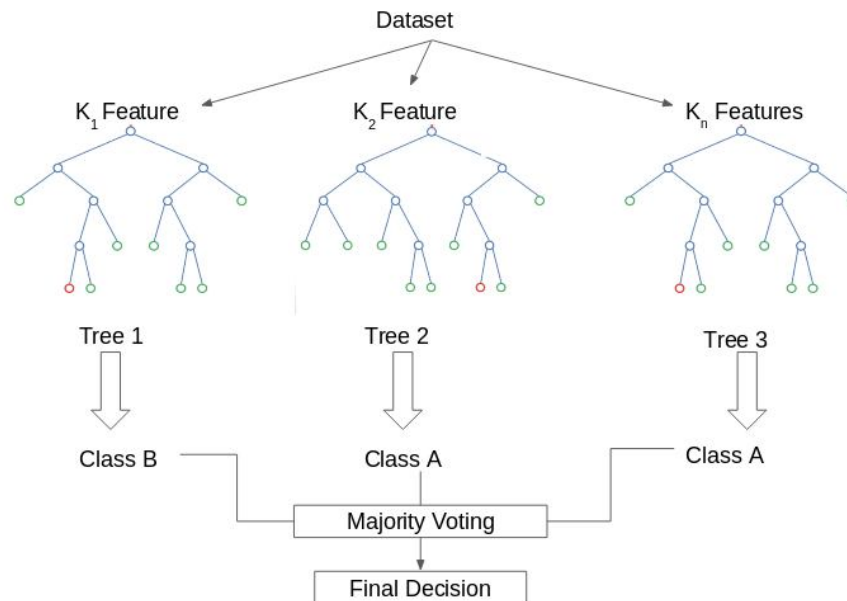 Dataset
K1 Feature
K2 Feature
Kn Features
Tree 1
Tree 2
Tree 3
Class B
Class A
Class A
Majority Voting
Final Decision